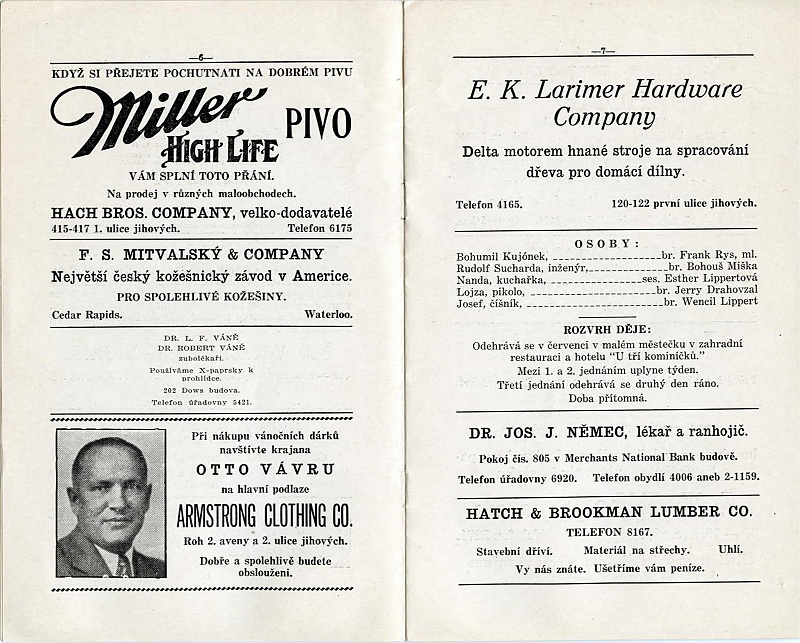 —6—
KDYŽ SI PŘEJETE POCHUTNATI NA DOBRÉM PIVU
Miller
HIGH LIFE
PIVO
VÁM SPLNÍ TOTO PŘÁNÍ.
Na prodej v různých maloobchodech.
HACH BROS. COMPANY, velko-dodavatelé
415-417 1. ulice jihových. Telefon 6175
F. S. MITVALSKÝ & COMPANY
Největší český kožešnický závod v Americe.
PRO SPOLEHLIVÉ KOŽEŠINY.
Cedar Rapids. Waterloo.
DR. L. F. VÁNĚ
DR. ROBERT VÁNĚ
zubolékaři.
Používáme X-paprsky k
prohlídce.
202 Dows budova.
Telefon úřadovny 5421.
Při nákupu vánočních dárků
navštivte krajana
OTTO VÁVRU
na hlavní podlaze
ARMSTRONG CLOTHING CO.
Roh 2. aveny a 2. ulice jihových.
Dobře a spolehlivě budete
obslouženi.
—7—
E. K. Larimer Hardware
Company
Delta motorem hnané stroje na spracování
dřeva pro domácí dílny.
Telefon 4165. 120-122 první ulice jihových.
OSOBY:
Bohumil Kujónek, ____br. Frank Rys, ml.
Rudolf Sucharda, inženýr,____br. Bohouš Miška
Nanda, kuchařka, ____ses. Esther Lippertová
Lojza, pikolo, ____br. Jerry Drahovzal
Josef, číšník, ____br. Wencil Lippert
ROZVRH DĚJE:
Odehrává se v červenci v malém městečku v zahradní
restauraci a hotelu "U tří kominíčků."
Mezi 1. a 2. jednáním uplyne týden.
Třetí jednání odehrává se druhý den ráno.
Doba přítomná.
DR. JOS. J. NĚMEC, lékař a ranhojič.
Pokoj čís. 805 v Merchants National Bank budově.
Telefon úřadovny 6920. Telefon obydlí 4006 aneb 2-1159.
HATCH & BROOKMAN LUMBER CO.
TELEFON 8167.
Stavební dříví. Materiál na střechy. Uhlí.
Vy nás znáte. Ušetříme vám peníze.